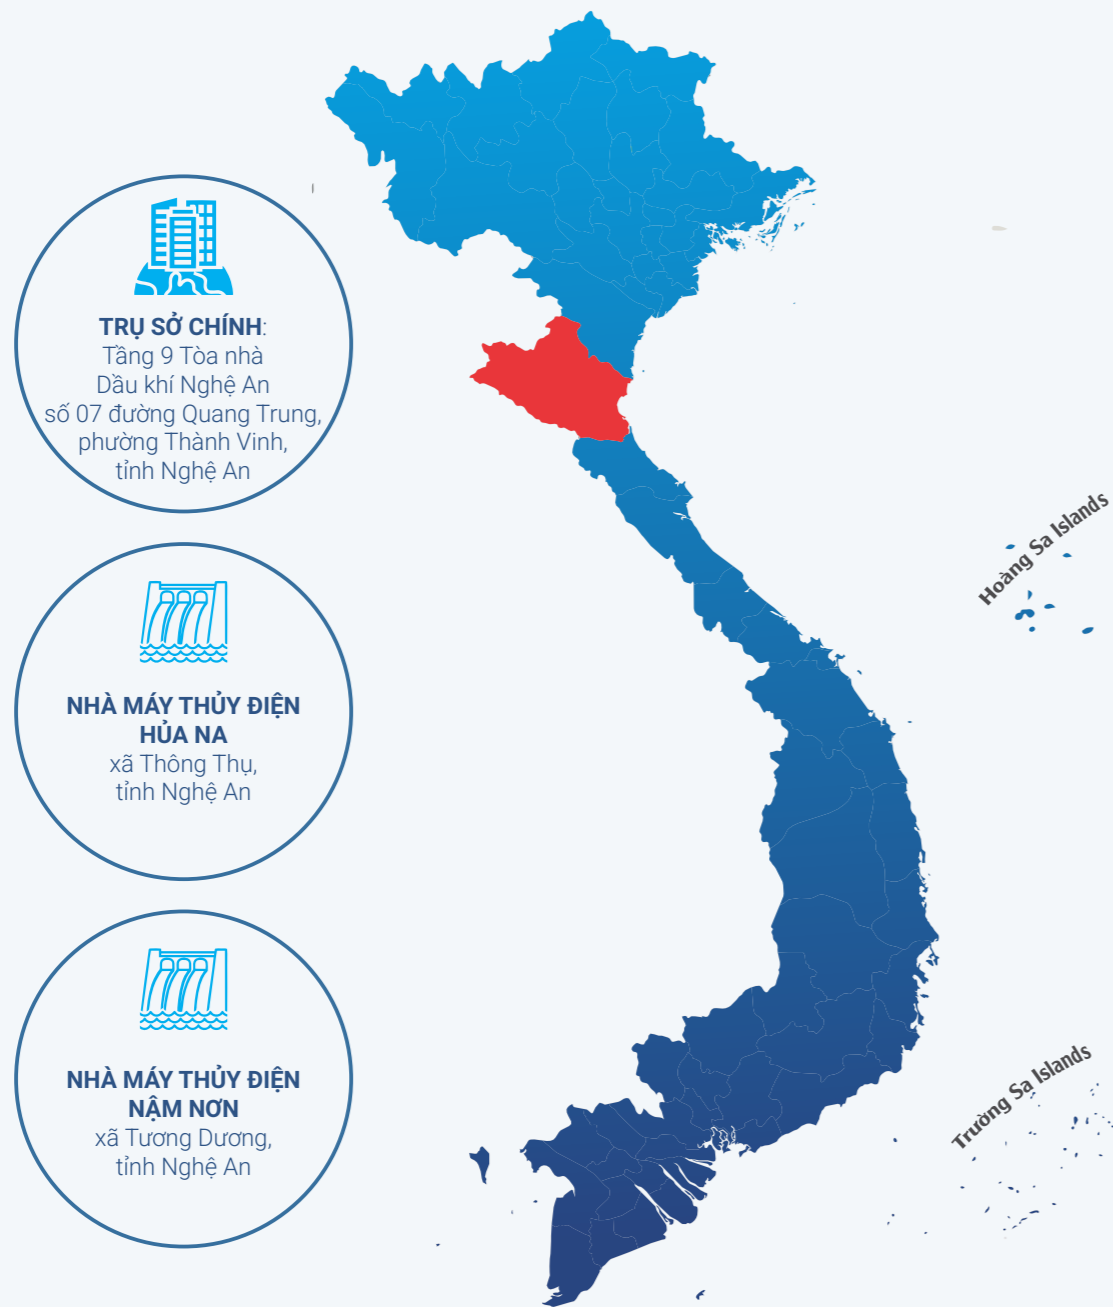 TRỤ SỞ CHÍNH:
Tầng 9 Tòa nhà
Dầu khí Nghệ An
số 07 đường Quang Trung,
phường Thành Vinh,
tỉnh Nghệ An
NHÀ MÁY THỦY ĐIỆN
HỦA NA
xã Thông Thụ,
tỉnh Nghệ An
NHÀ MÁY THỦY ĐIỆN
NẬM NƠN
xã Tương Dương,
tỉnh Nghệ An
Hoàng Sa Islands
Trường Sa Islands